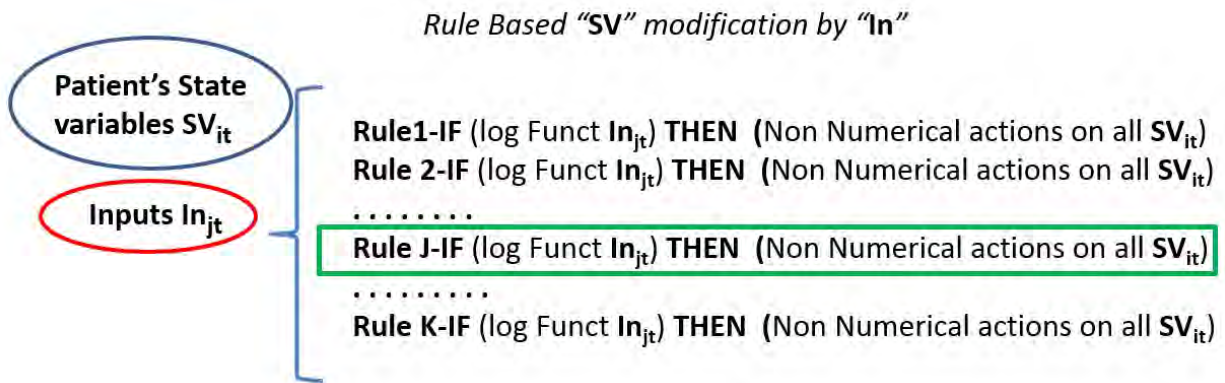 Rule Based “SV” modification by “In”
Patient’s State
variables SVit
Inputs Injt
Rule1-IF (log Funct Injt) THEN (Non Numerical actions on all SVit)
Rule 2-IF (log Funct Injt) THEN (Non Numerical actions on all SVit)
. . . . . . . .
Rule J-IF (log Funct Injt) THEN (Non Numerical actions on all SVit)
. . . . . . . . .
Rule K-IF (log Funct Injt) THEN (Non Numerical actions on all SVit)